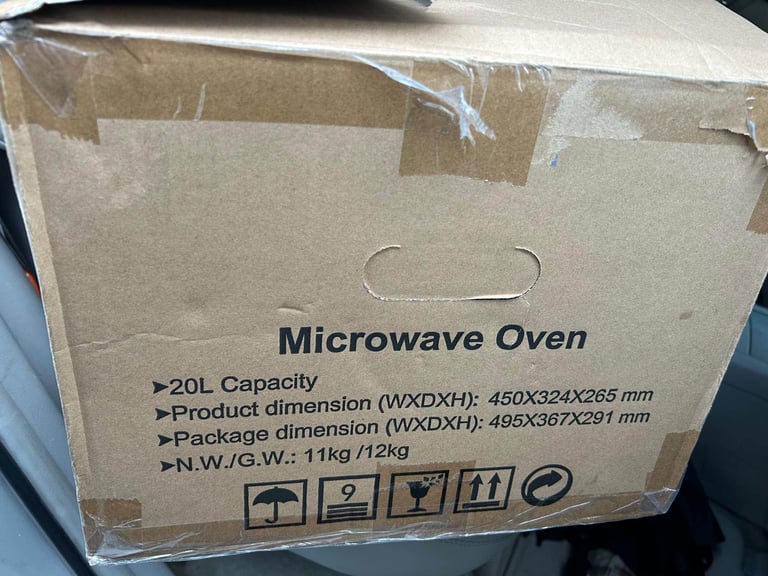 Microwave Oven
➤20L Capacity
➤Product dimension (WXDXH): 450X324X265 mm
➤Package dimension (WXDXH): 495X367X291 mm
➤N.W./G.W.: 11kg /12kg
9